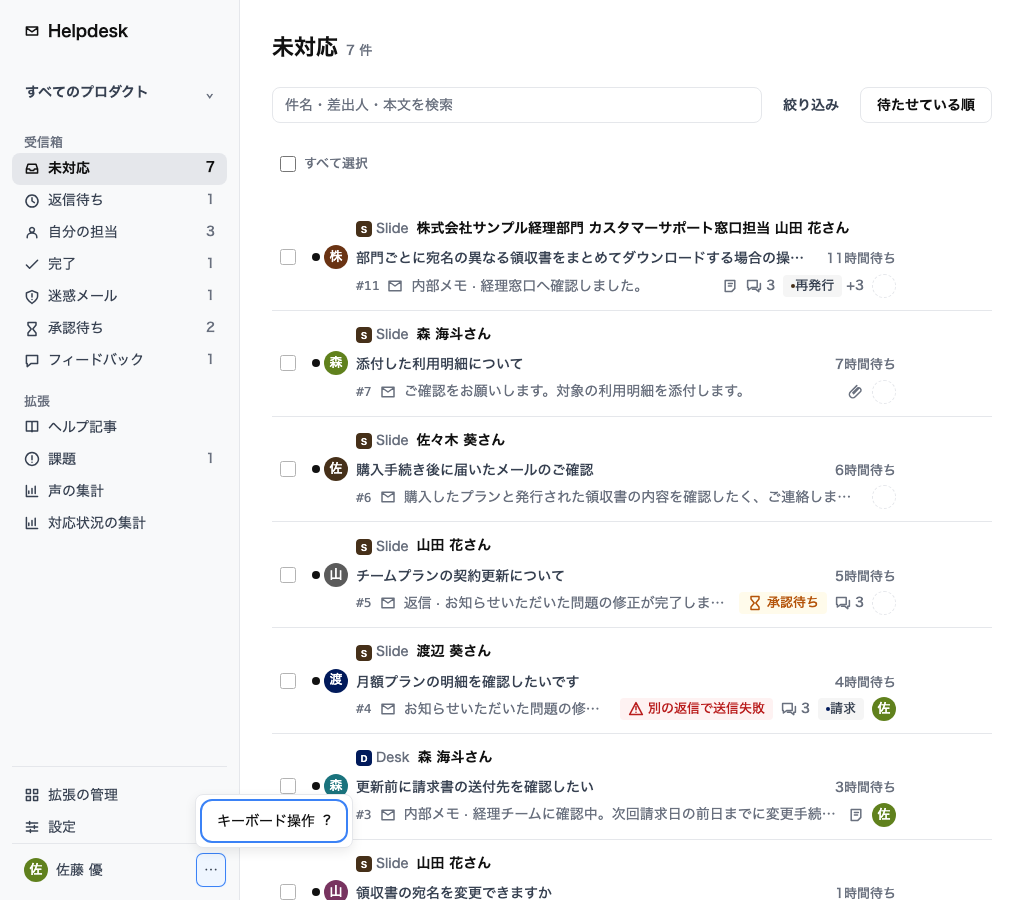 Helpdesk
すべてのプロダクト
受信箱
未対応 7
返信待ち 1
自分の担当 3
完了 1
迷惑メール 1
承認待ち 2
フィードバック 1
拡張
ヘルプ記事
課題 1
声の集計
対応状況の集計
拡張の管理
設定
佐 佐藤 優 …
キーボード操作 ?
未対応 7 件
件名・差出人・本文を検索 絞り込み 待たせている順
すべて選択
S Slide 株式会社サンプル経理部門 カスタマーサポート窓口担当 山田 花さん
株 部門ごとに宛名の異なる領収書をまとめてダウンロードする場合の操… 11時間待ち
#11 内部メモ · 経理窓口へ確認しました。 3 •再発行 +3
S Slide 森 海斗さん
森 添付した利用明細について 7時間待ち
#7 ご確認をお願いします。対象の利用明細を添付します。
S Slide 佐々木 葵さん
佐 購入手続き後に届いたメールのご確認 6時間待ち
#6 購入したプランと発行された領収書の内容を確認したく、ご連絡しま…
S Slide 山田 花さん
山 チームプランの契約更新について 5時間待ち
#5 返信 · お知らせいただいた問題の修正が完了しま… 承認待ち 3
S Slide 渡辺 葵さん
渡 月額プランの明細を確認したいです 4時間待ち
#4 お知らせいただいた問題の修… 別の返信で送信失敗 3 •請求 佐
D Desk 森 海斗さん
森 更新前に請求書の送付先を確認したい 3時間待ち
#3 内部メモ · 経理チームに確認中。次回請求日の前日までに変更手続… 佐
S Slide 山田 花さん
山 領収書の宛名を変更できますか 1時間待ち